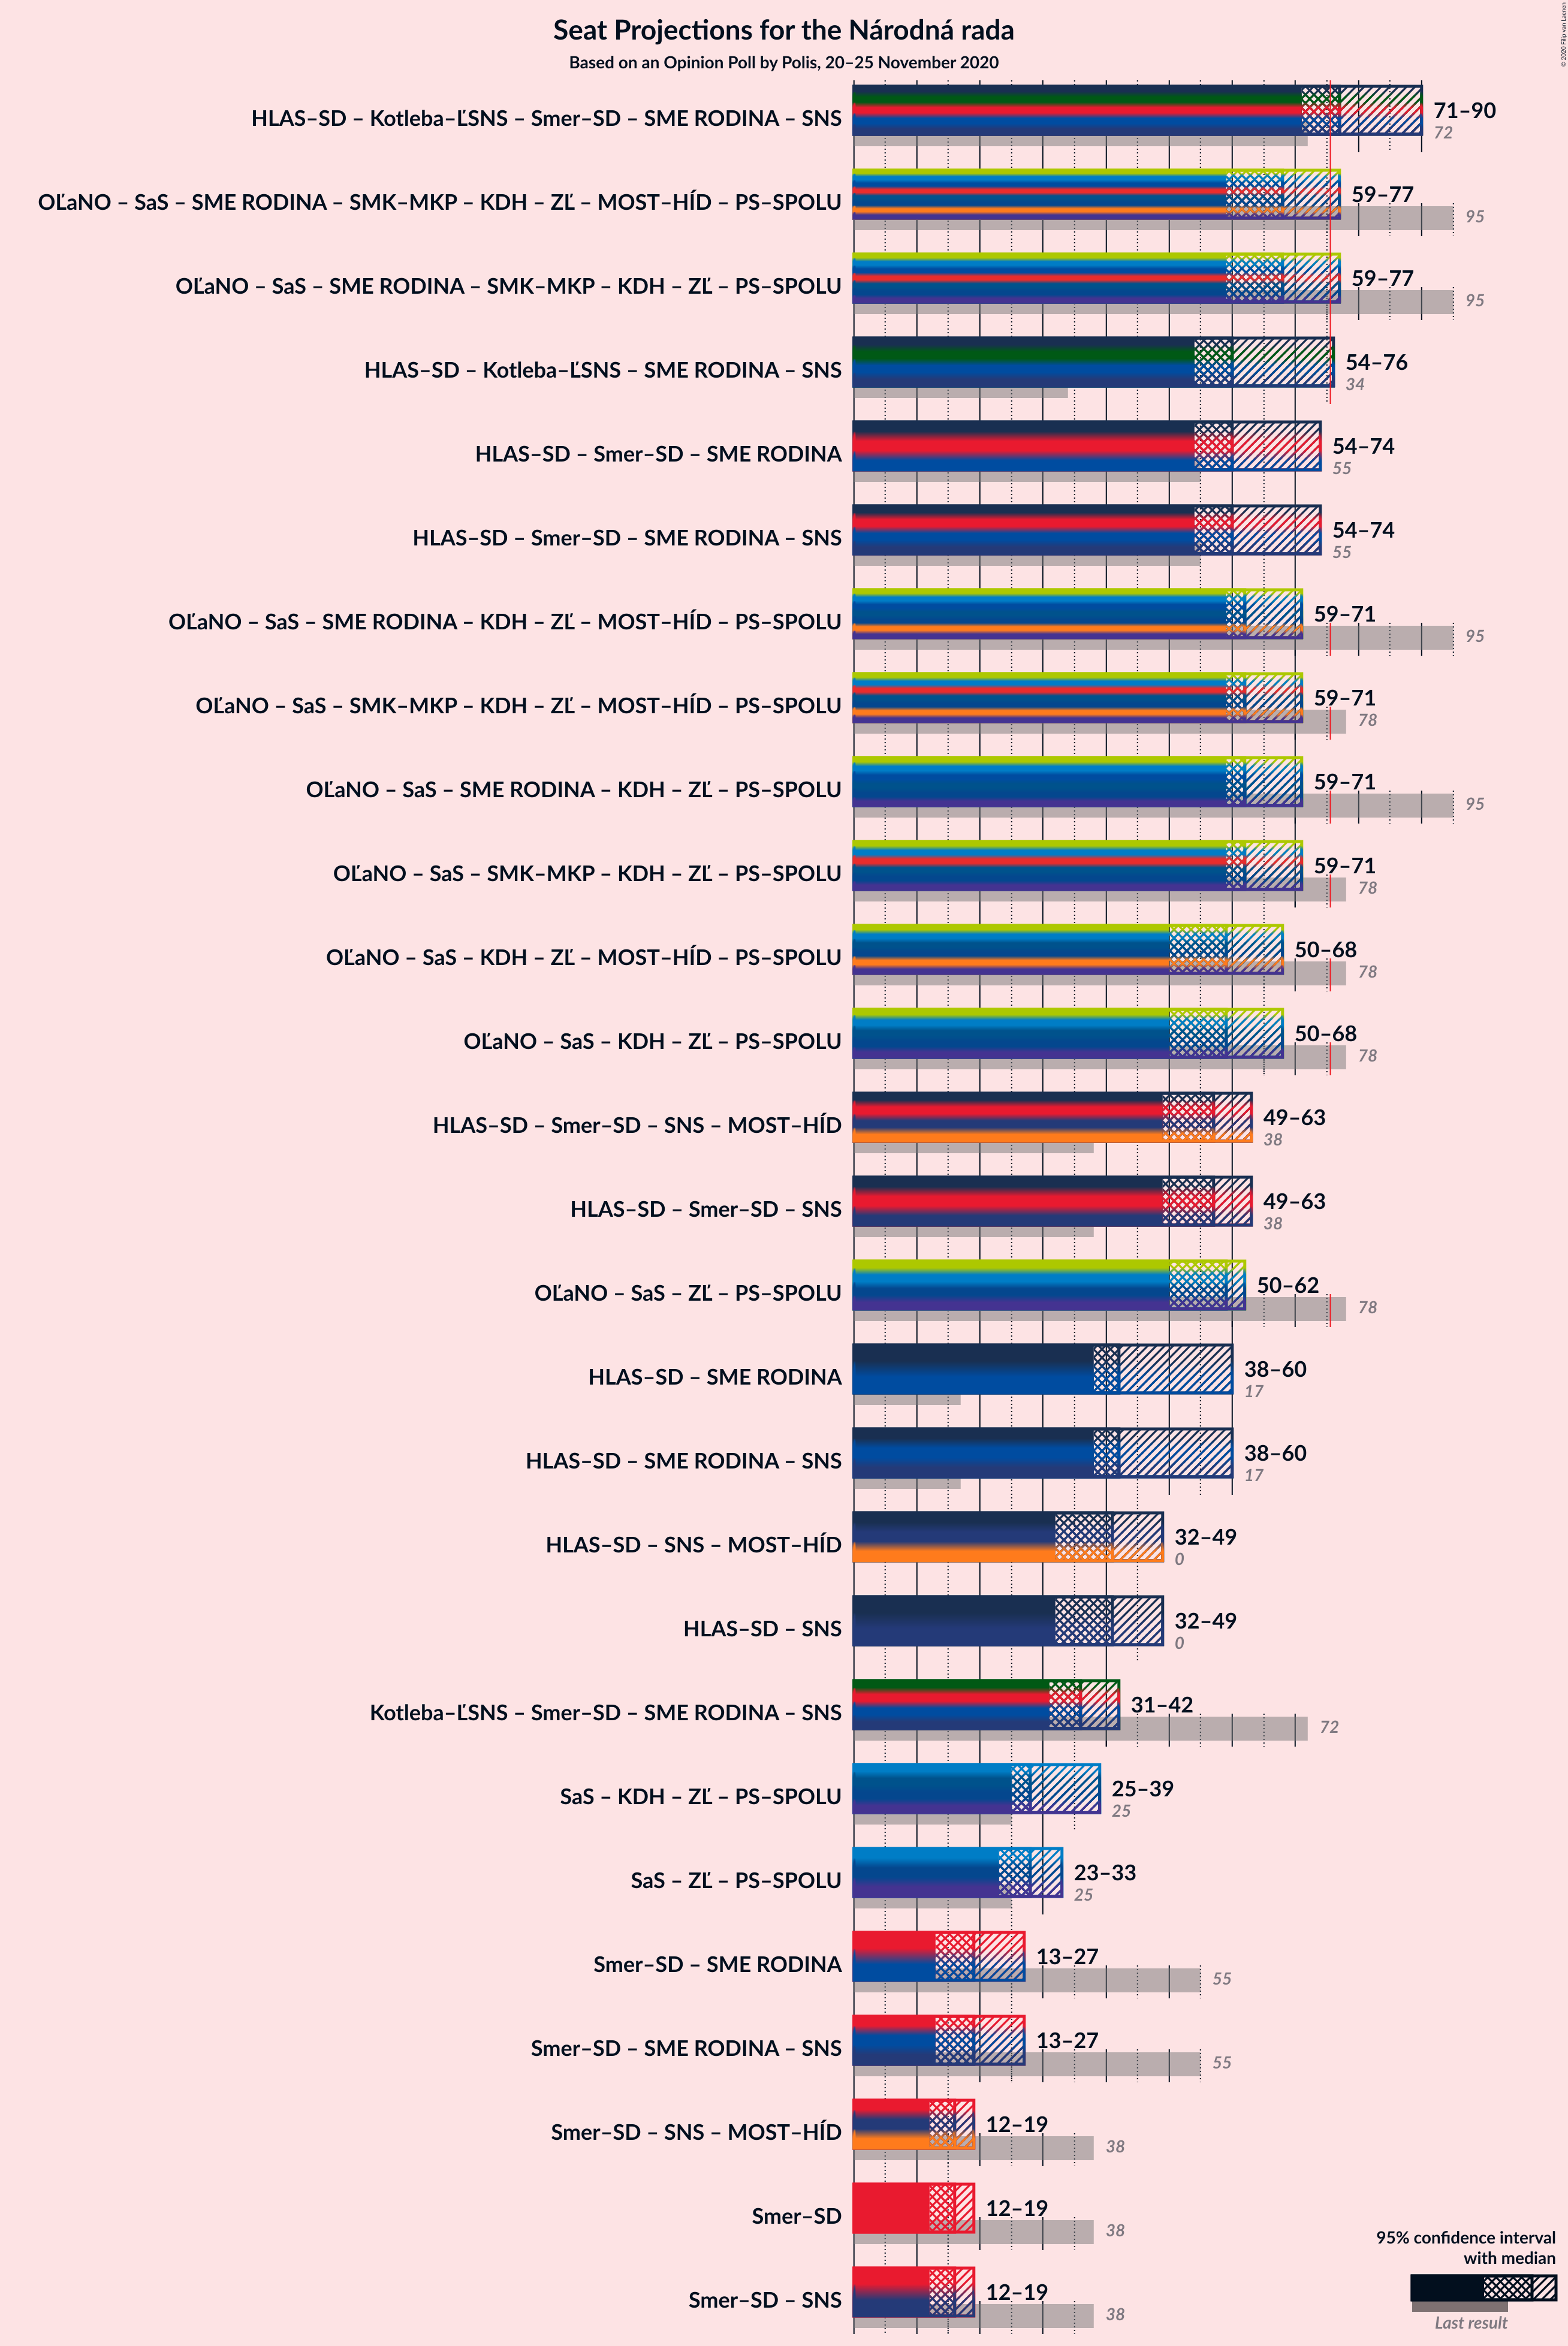 Seat Projections for the Národná rada
Based on an Opinion Poll by Polis, 20–25 November 2020
© 2020 Filip van Laenen
HLAS–SD – Kotleba–ĽSNS – Smer–SD – SME RODINA – SNS
71–90
72
OĽaNO – SaS – SME RODINA – SMK–MKP – KDH – ZĽ – MOST–HÍD – PS–SPOLU
59–77
95
OĽaNO – SaS – SME RODINA – SMK–MKP – KDH – ZĽ – PS–SPOLU
59–77
95
HLAS–SD – Kotleba–ĽSNS – SME RODINA – SNS
54–76
34
HLAS–SD – Smer–SD – SME RODINA
54–74
55
HLAS–SD – Smer–SD – SME RODINA – SNS
54–74
55
OĽaNO – SaS – SME RODINA – KDH – ZĽ – MOST–HÍD – PS–SPOLU
59–71
95
OĽaNO – SaS – SMK–MKP – KDH – ZĽ – MOST–HÍD – PS–SPOLU
59–71
78
OĽaNO – SaS – SME RODINA – KDH – ZĽ – PS–SPOLU
59–71
95
OĽaNO – SaS – SMK–MKP – KDH – ZĽ – PS–SPOLU
59–71
78
OĽaNO – SaS – KDH – ZĽ – MOST–HÍD – PS–SPOLU
50–68
78
OĽaNO – SaS – KDH – ZĽ – PS–SPOLU
50–68
78
HLAS–SD – Smer–SD – SNS – MOST–HÍD
49–63
38
HLAS–SD – Smer–SD – SNS
49–63
38
OĽaNO – SaS – ZĽ – PS–SPOLU
50–62
78
HLAS–SD – SME RODINA
38–60
17
HLAS–SD – SME RODINA – SNS
38–60
17
HLAS–SD – SNS – MOST–HÍD
32–49
0
HLAS–SD – SNS
32–49
0
Kotleba–ĽSNS – Smer–SD – SME RODINA – SNS
31–42
72
SaS – KDH – ZĽ – PS–SPOLU
25–39
25
SaS – ZĽ – PS–SPOLU
23–33
25
Smer–SD – SME RODINA
13–27
55
Smer–SD – SME RODINA – SNS
13–27
55
Smer–SD – SNS – MOST–HÍD
12–19
38
Smer–SD
12–19
38
Smer–SD – SNS
12–19
38
95% confidence interval
with median
Last result